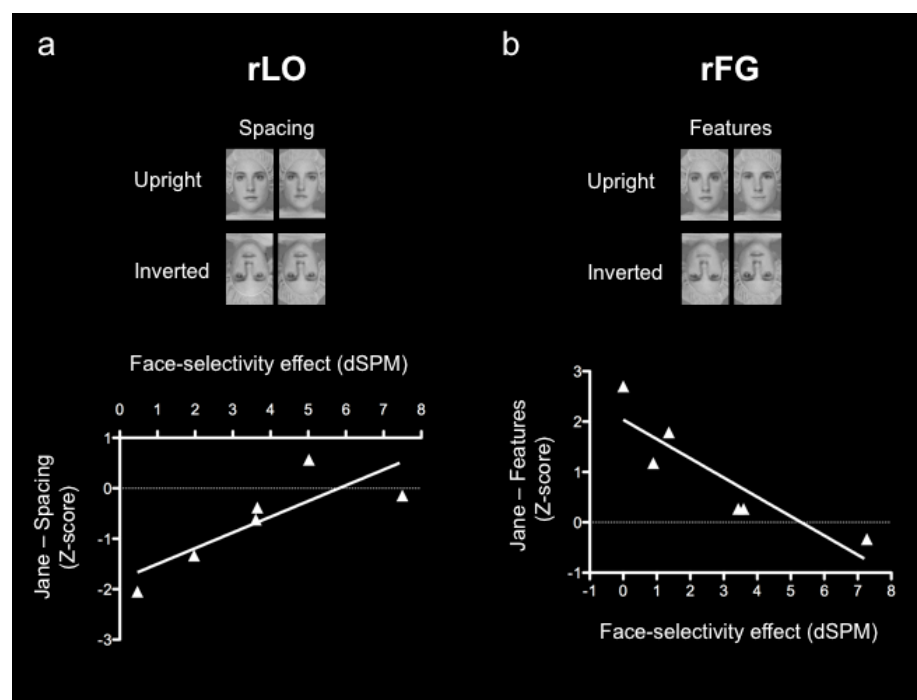 a
rLO
Spacing
Upright
Inverted
Face-selectivity effect (dSPM)
0 1 2 3 4 5 6 7 8
1
0
-1
-2
-3
Jane – Spacing
(Z-score)
b
rFG
Features
Upright
Inverted
3
2
1
0
-1
Jane – Features
(Z-score)
-1 0 1 2 3 4 5 6 7 8
Face-selectivity effect (dSPM)